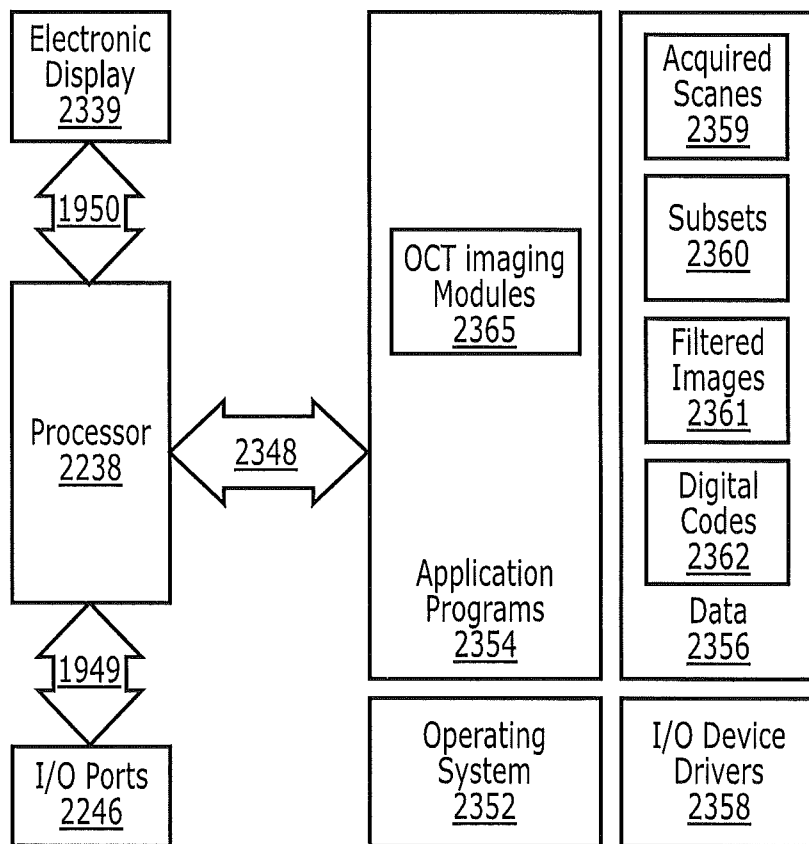 Electronic
Display
2339
1950
Processor
2238
2348
1949
I/O Ports
2246
OCT imaging
Modules
2365
Application
Programs
2354
Operating
System
2352
Acquired
Scanes
2359
Subsets
2360
Filtered
Images
2361
Digital
Codes
2362
Data
2356
I/O Device
Drivers
2358